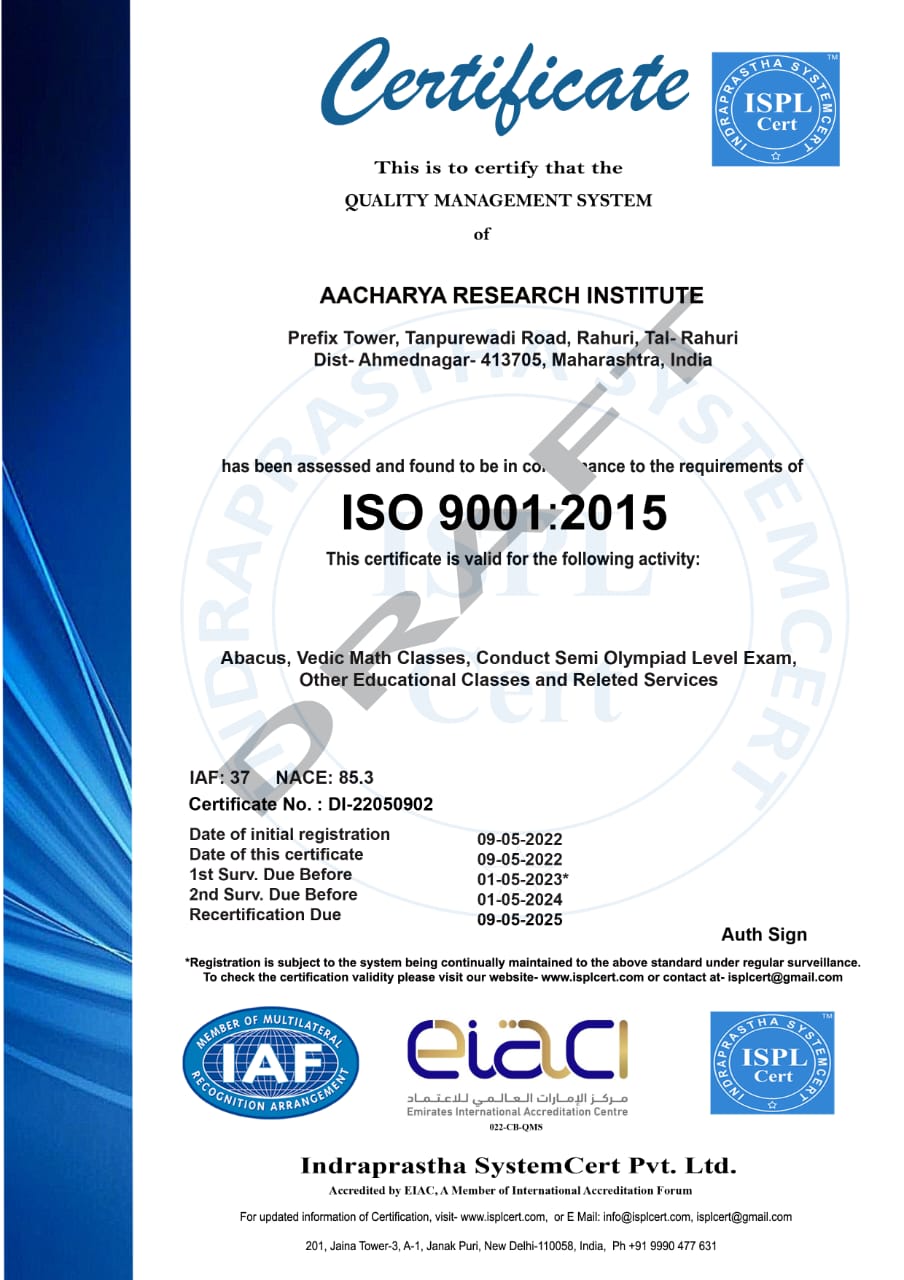 Certificate
INDRAPRASTHA SYSTEMCERT
TM
ISPL
Cert
This is to certify that the
QUALITY MANAGEMENT SYSTEM
of
AACHARYA RESEARCH INSTITUTE
Prefix Tower, Tanpurewadi Road, Rahuri, Tal- Rahuri
Dist- Ahmednagar- 413705, Maharashtra, India
INDRAPRASTHA SYSTEMCERT
ISPL
Cert
DRAFT
has been assessed and found to be in to the requirements of
ISO 9001:2015
This certificate is valid for the following activity:
Abacus, Vedic Math Classes, Conduct Semi Olympiad Level Exam,
Other Educational Classes and Releted Services
IAF: 37 NACE: 85.3
Certificate No. : DI-22050902
Date of initial registration 09-05-2022
Date of this certificate 09-05-2022
1st Surv. Due Before 01-05-2023*
2nd Surv. Due Before 01-05-2024
Recertification Due 09-05-2025
Auth Sign
*Registration is subject to the system being continually maintained to the above standard under regular surveillance.
To check the certification validity please visit our website- www.isplcert.com or contact at- isplcert@gmail.com
MEMBER OF MULTILATERAL
IAF
RECOGNITION ARRANGEMENT
eiaci
مركز الإمارات العالمي للاعتماد
Emirates International Accreditation Centre
022-CB-QMS
INDRAPRASTHA SYSTEMCERT
TM
ISPL
Cert
Indraprastha SystemCert Pvt. Ltd.
Accredited by EIAC, A Member of International Accreditation Forum
For updated information of Certification, visit- www.isplcert.com, or E Mail: info@isplcert.com, isplcert@gmail.com
201, Jaina Tower-3, A-1, Janak Puri, New Delhi-110058, India, Ph +91 9990 477 631